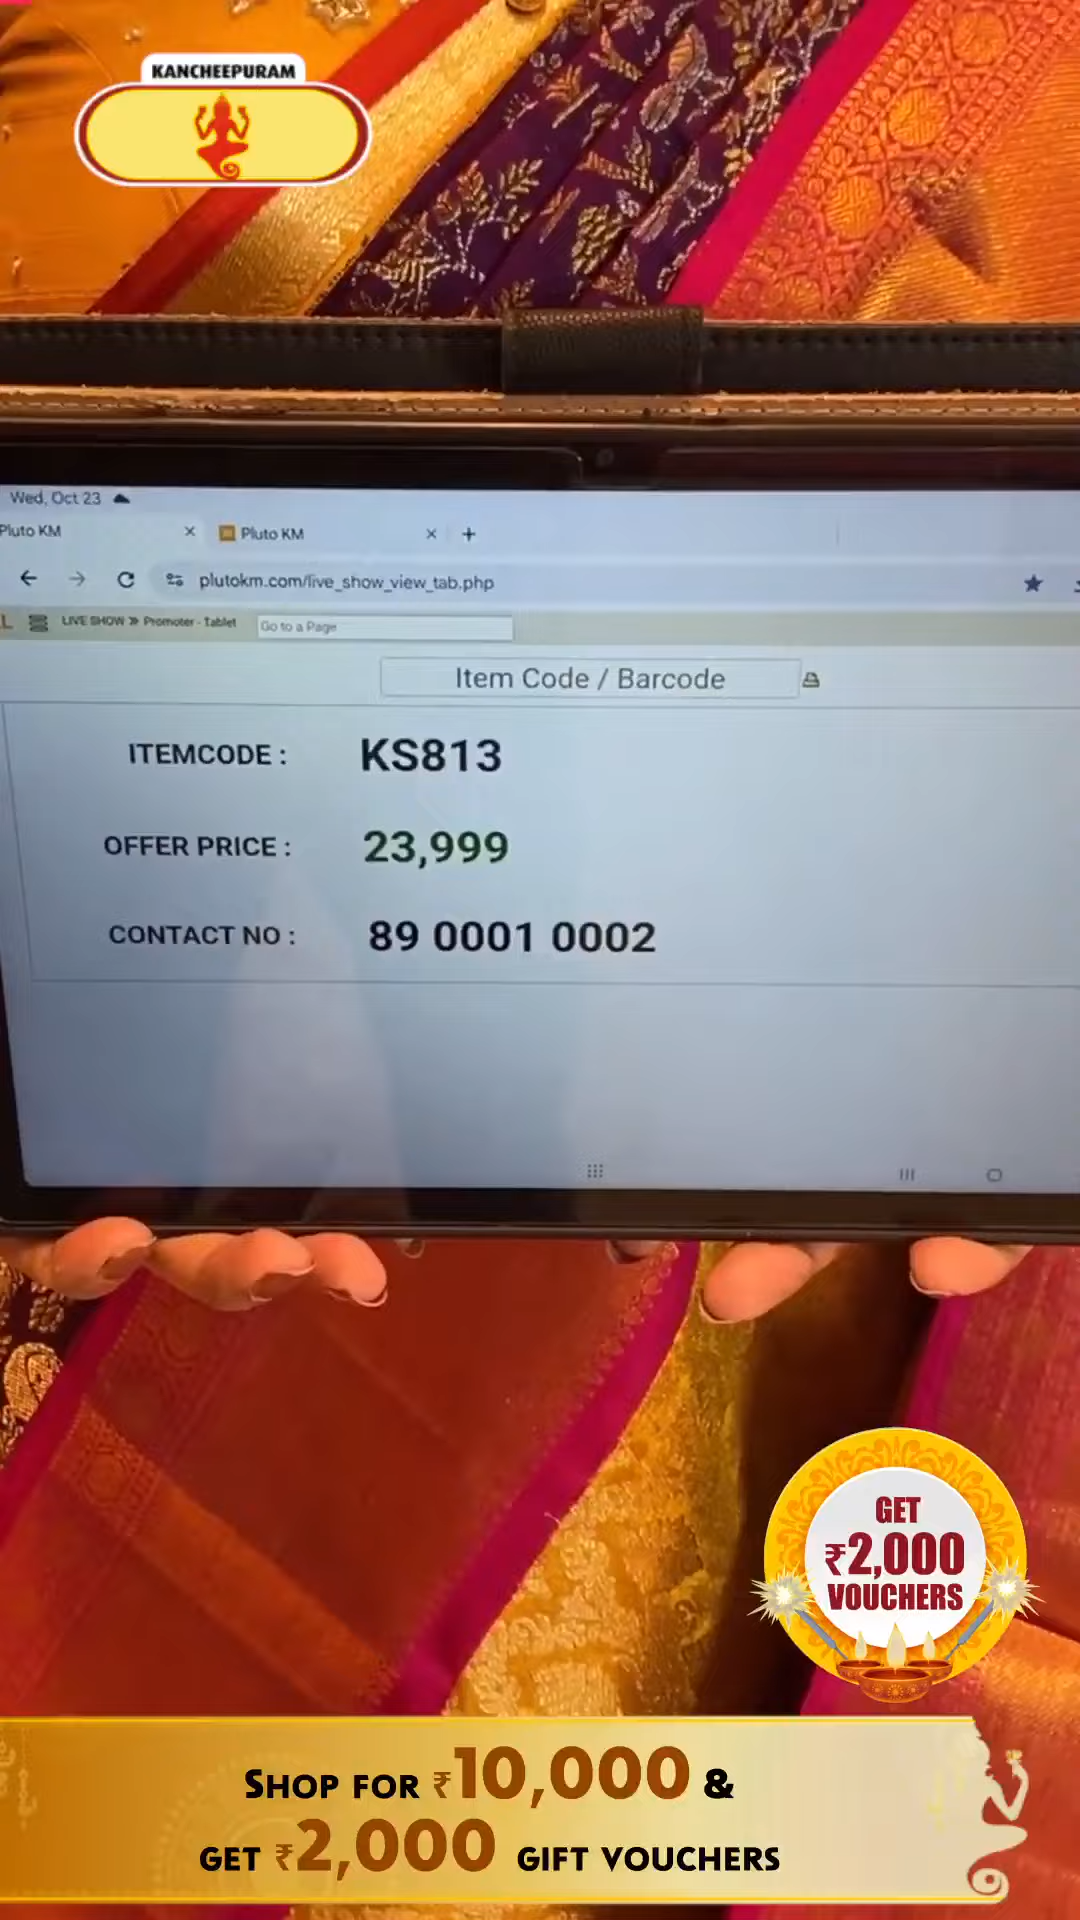 KANCHEEPURAM
Wed, Oct 23
Pluto KM
Pluto KM
plutokm.com/live_show_view_tab.php
LIVE SHOW » Promoter - Tablet
Go to a Page
Item Code / Barcode
ITEMCODE : KS813
OFFER PRICE : 23,999
CONTACT NO : 89 0001 0002
GET
₹2,000
VOUCHERS
SHOP FOR ₹10,000 &
GET ₹2,000 GIFT VOUCHERS